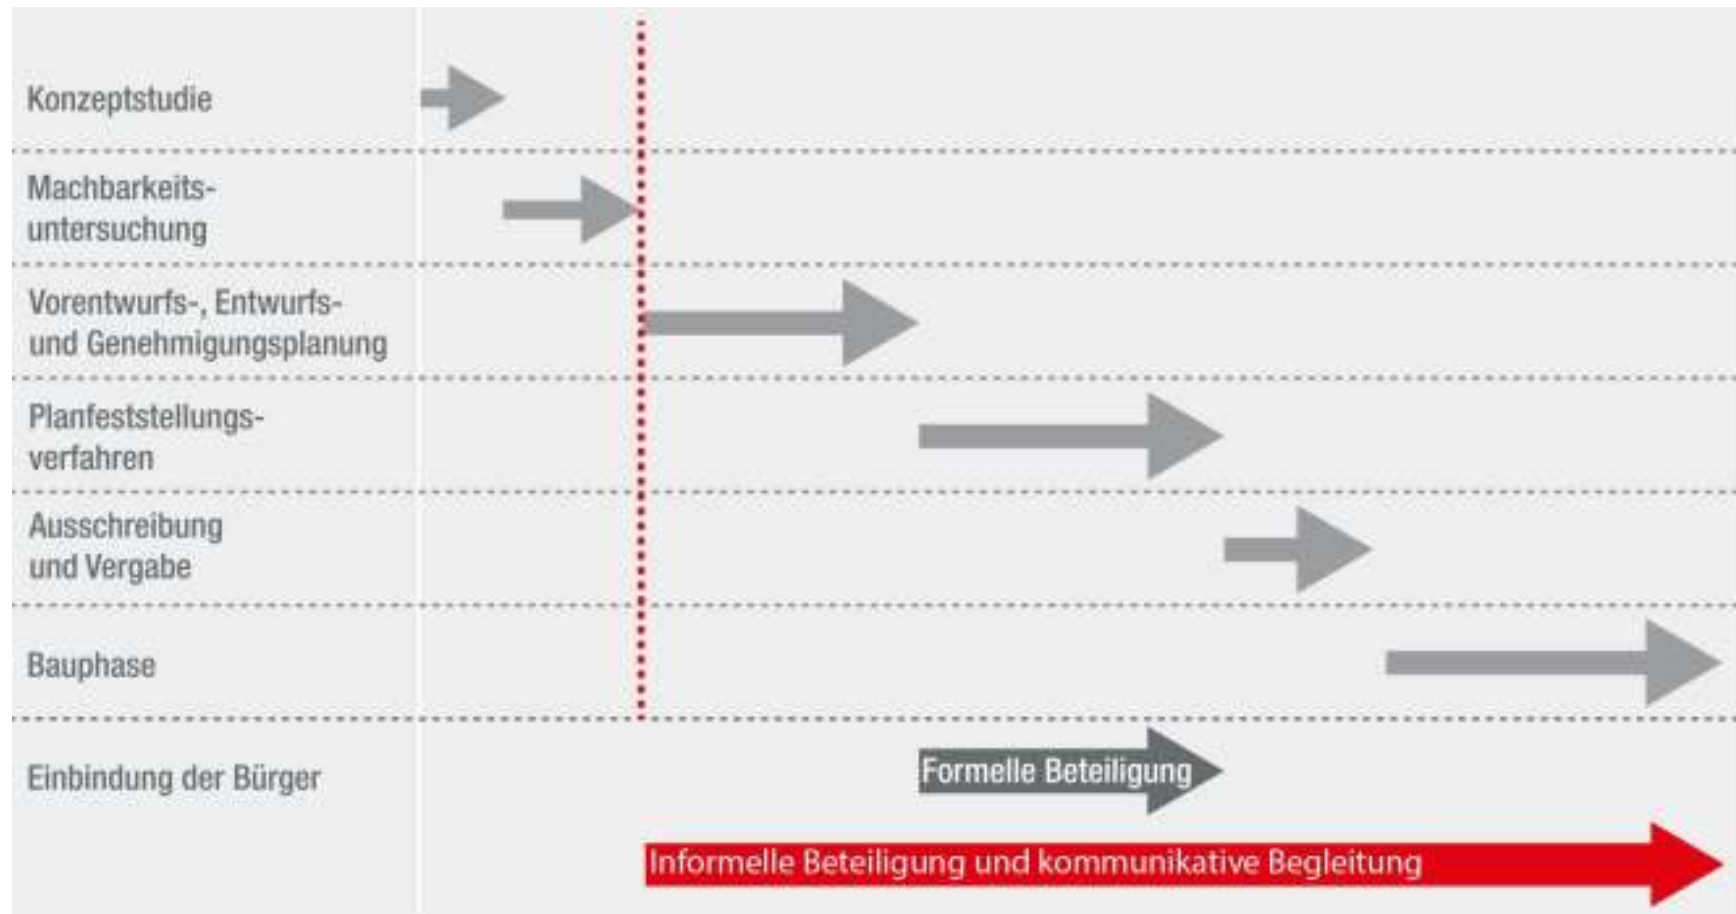 Konzeptstudie
Machbarkeits-
untersuchung
Vorentwurfs-, Entwurfs-
und Genehmigungsplanung
Planfeststellungs-
verfahren
Ausschreibung
und Vergabe
Bauphase
Einbindung der Bürger
Formelle Beteiligung
Informelle Beteiligung und kommunikative Begleitung